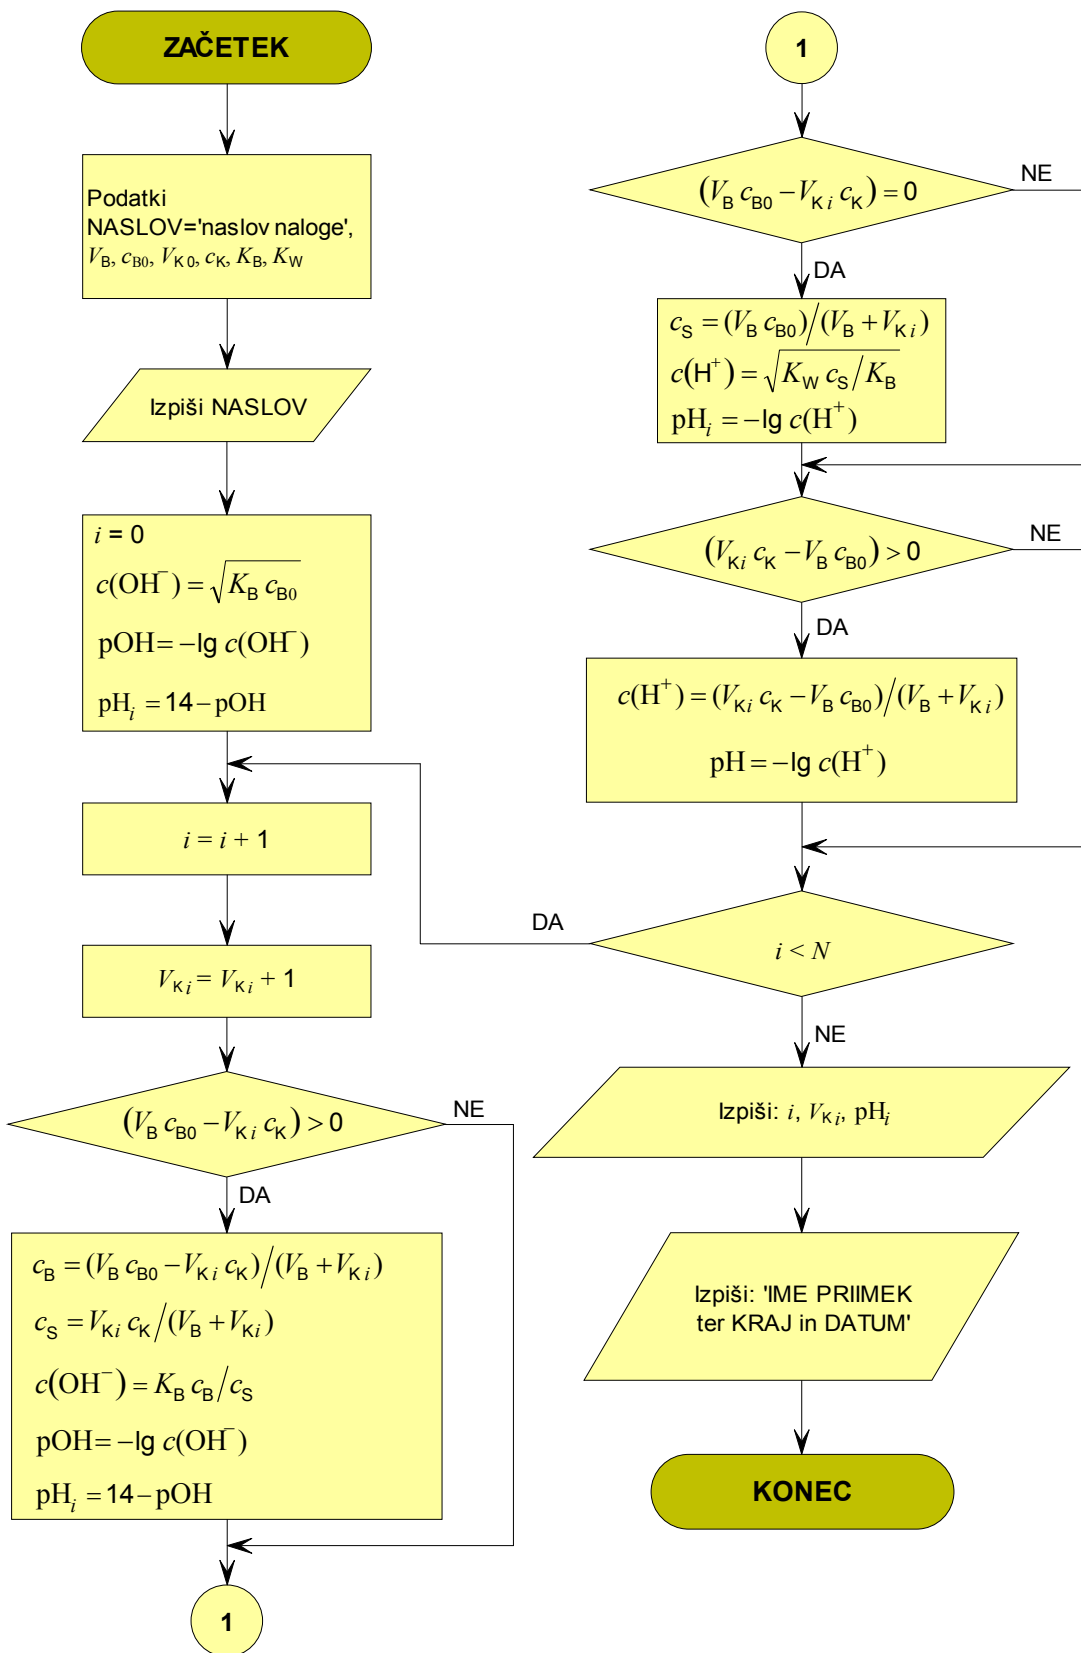 ZAČETEK
Podatki
NASLOV='naslov naloge',
V_B, c_B0, V_K0, c_K, K_B, K_W
Izpiši NASLOV
i = 0
c(OH⁻) = √(K_B c_B0)
pOH = −lg c(OH⁻)
pH_i = 14 − pOH
i = i + 1
V_Ki = V_Ki + 1
(V_B c_B0 − V_Ki c_K) > 0
NE
DA
c_B = (V_B c_B0 − V_Ki c_K)/(V_B + V_Ki)
c_S = V_Ki c_K/(V_B + V_Ki)
c(OH⁻) = K_B c_B/c_S
pOH = −lg c(OH⁻)
pH_i = 14 − pOH
1
1
(V_B c_B0 − V_Ki c_K) = 0
NE
DA
c_S = (V_B c_B0)/(V_B + V_Ki)
c(H⁺) = √(K_W c_S/K_B)
pH_i = −lg c(H⁺)
(V_Ki c_K − V_B c_B0) > 0
NE
DA
c(H⁺) = (V_Ki c_K − V_B c_B0)/(V_B + V_Ki)
pH = −lg c(H⁺)
i < N
DA
NE
Izpiši: i, V_Ki, pH_i
Izpiši: 'IME PRIIMEK
ter KRAJ in DATUM'
KONEC